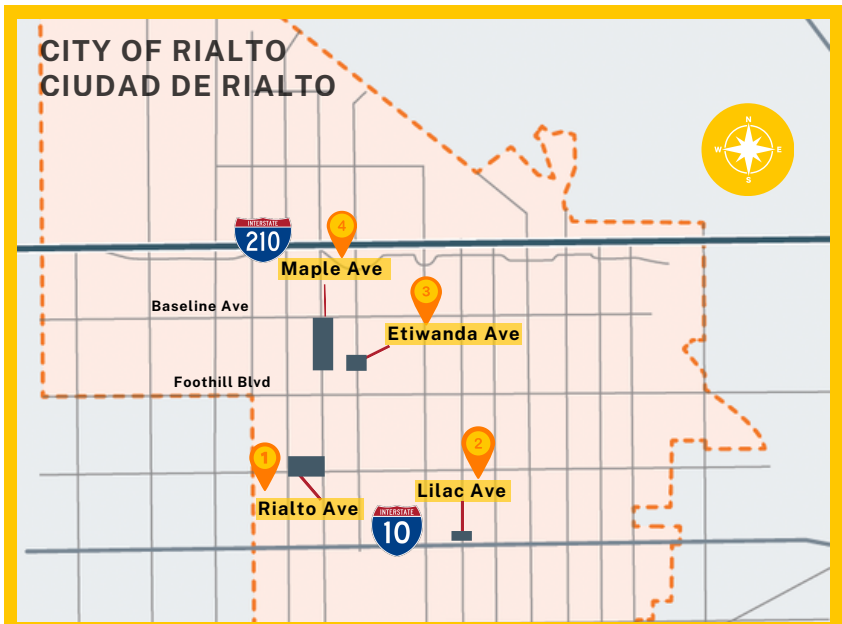 CITY OF RIALTO
CIUDAD DE RIALTO
N
W E
S
INTERSTATE
210
4
Maple Ave
3
Baseline Ave
Etiwanda Ave
Foothill Blvd
1
2
Lilac Ave
Rialto Ave
INTERSTATE
10